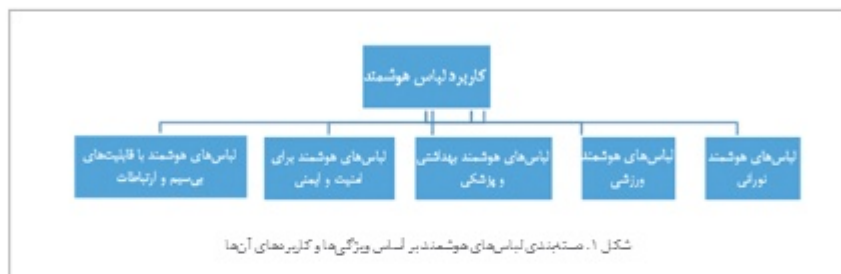 کاربرد لباس هوشمند
لباس‌های هوشمند
نورانی
لباس‌های هوشمند
ورزشی
لباس‌های هوشمند بهداشتی
و پزشکی
لباس‌های هوشمند برای
امنیت و ایمنی
لباس‌های هوشمند با قابلیت‌های
بی‌سیم و ارتباطات
شکل ۱. دسته‌بندی لباس‌های هوشمند بر اساس ویژگی‌ها و کاربردهای آن‌ها